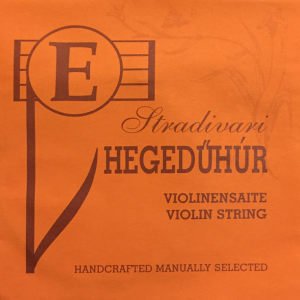 E
Stradivari
HEGEDŰHÚR
VIOLINENSAITE
VIOLIN STRING
HANDCRAFTED MANUALLY SELECTED